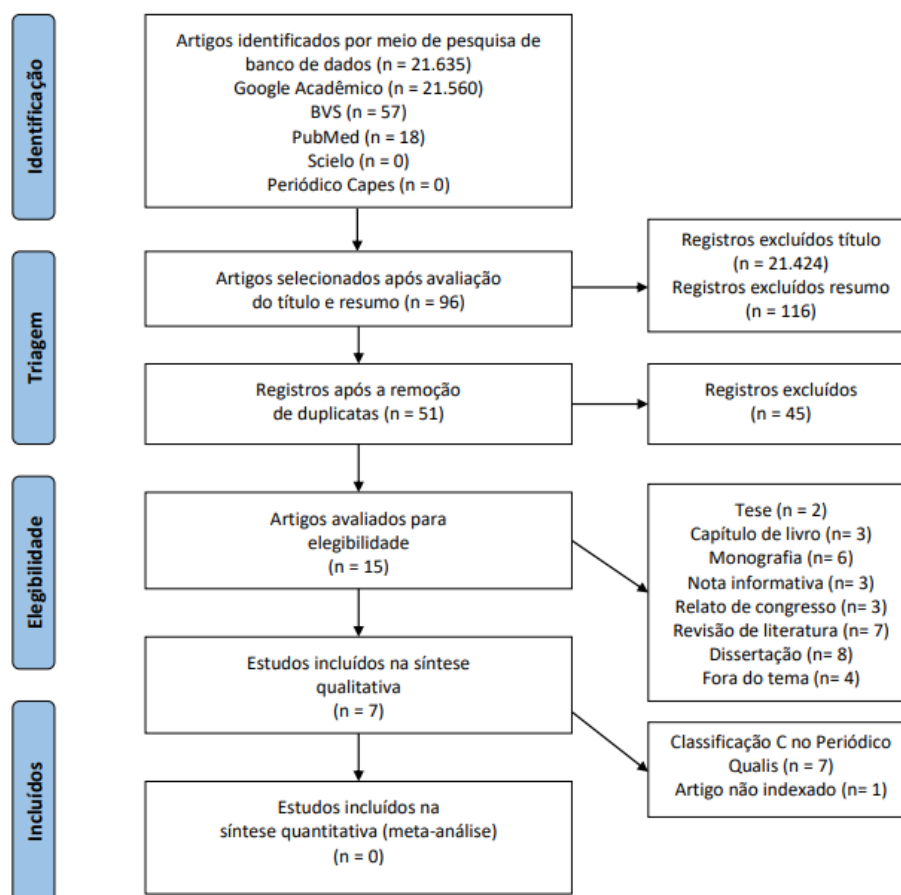 Identificação
Artigos identificados por meio de pesquisa de
banco de dados (n = 21.635)
Google Acadêmico (n = 21.560)
BVS (n = 57)
PubMed (n = 18)
Scielo (n = 0)
Periódico Capes (n = 0)
Triagem
Artigos selecionados após avaliação
do título e resumo (n = 96)
Registros excluídos título
(n = 21.424)
Registros excluídos resumo
(n = 116)
Registros após a remoção
de duplicatas (n = 51)
Registros excluídos
(n = 45)
Elegibilidade
Artigos avaliados para
elegibilidade
(n = 15)
Tese (n = 2)
Capítulo de livro (n= 3)
Monografia (n= 6)
Nota informativa (n= 3)
Relato de congresso (n= 3)
Revisão de literatura (n= 7)
Dissertação (n= 8)
Fora do tema (n= 4)
Estudos incluídos na síntese
qualitativa
(n = 7)
Classificação C no Periódico
Qualis (n = 7)
Artigo não indexado (n= 1)
Incluídos
Estudos incluídos na
síntese quantitativa (meta-análise)
(n = 0)